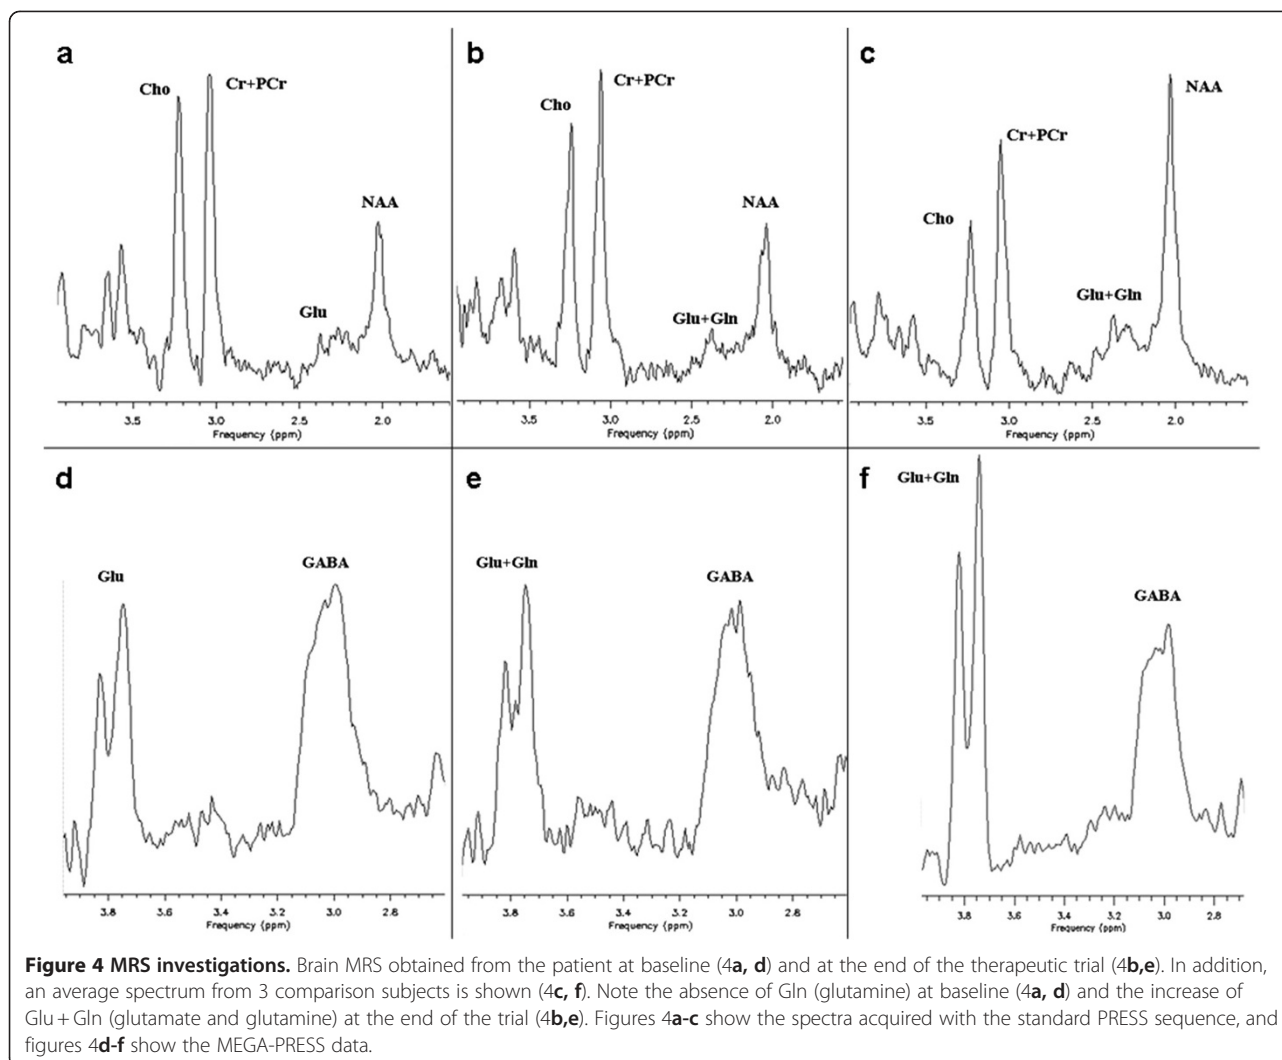 a
Cho
Cr+PCr
Glu
NAA
3.5 3.0 2.5 2.0
Frequency (ppm)
b
Cho
Cr+PCr
Glu+Gln
NAA
3.5 3.0 2.5 2.0
Frequency (ppm)
c
Cho
Cr+PCr
Glu+Gln
NAA
3.5 3.0 2.5 2.0
Frequency (ppm)
d
Glu
GABA
3.8 3.6 3.4 3.2 3.0 2.8
Frequency (ppm)
e
Glu+Gln
GABA
3.8 3.6 3.4 3.2 3.0 2.8
Frequency (ppm)
f
Glu+Gln
GABA
3.8 3.6 3.4 3.2 3.0 2.8
Frequency (ppm)
Figure 4 MRS investigations. Brain MRS obtained from the patient at baseline (4a, d) and at the end of the therapeutic trial (4b,e). In addition,
an average spectrum from 3 comparison subjects is shown (4c, f). Note the absence of Gln (glutamine) at baseline (4a, d) and the increase of
Glu + Gln (glutamate and glutamine) at the end of the trial (4b,e). Figures 4a-c show the spectra acquired with the standard PRESS sequence, and
figures 4d-f show the MEGA-PRESS data.